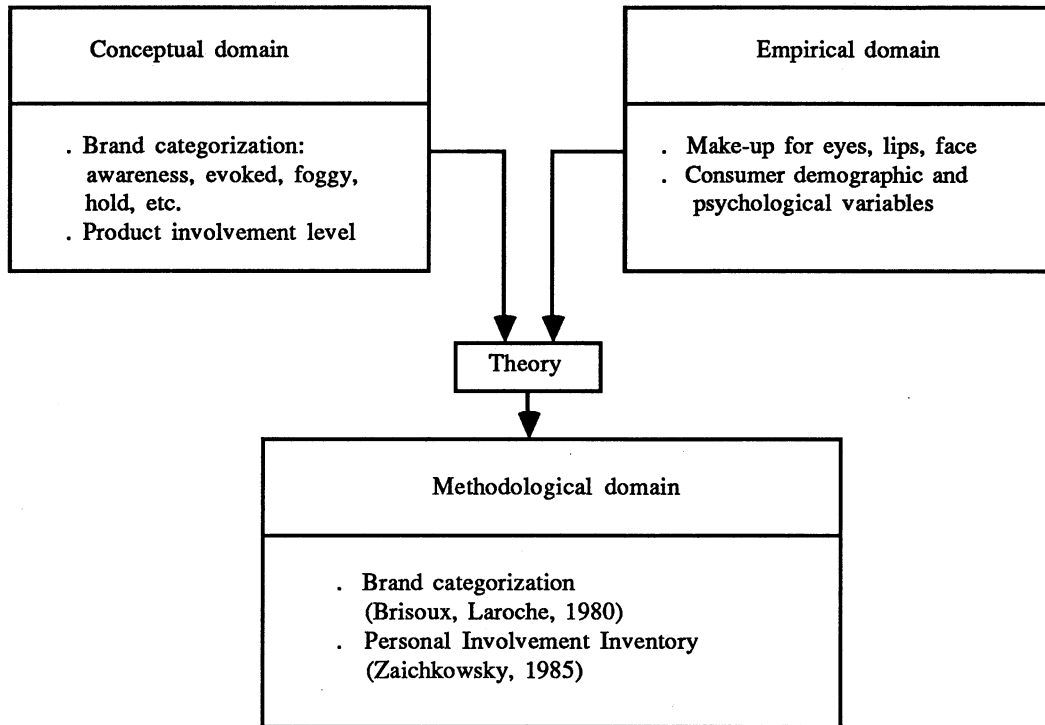 Conceptual domain
. Brand categorization:
awareness, evoked, foggy,
hold, etc.
. Product involvement level
Empirical domain
. Make-up for eyes, lips, face
. Consumer demographic and
psychological variables
Theory
Methodological domain
. Brand categorization
(Brisoux, Laroche, 1980)
. Personal Involvement Inventory
(Zaichkowsky, 1985)